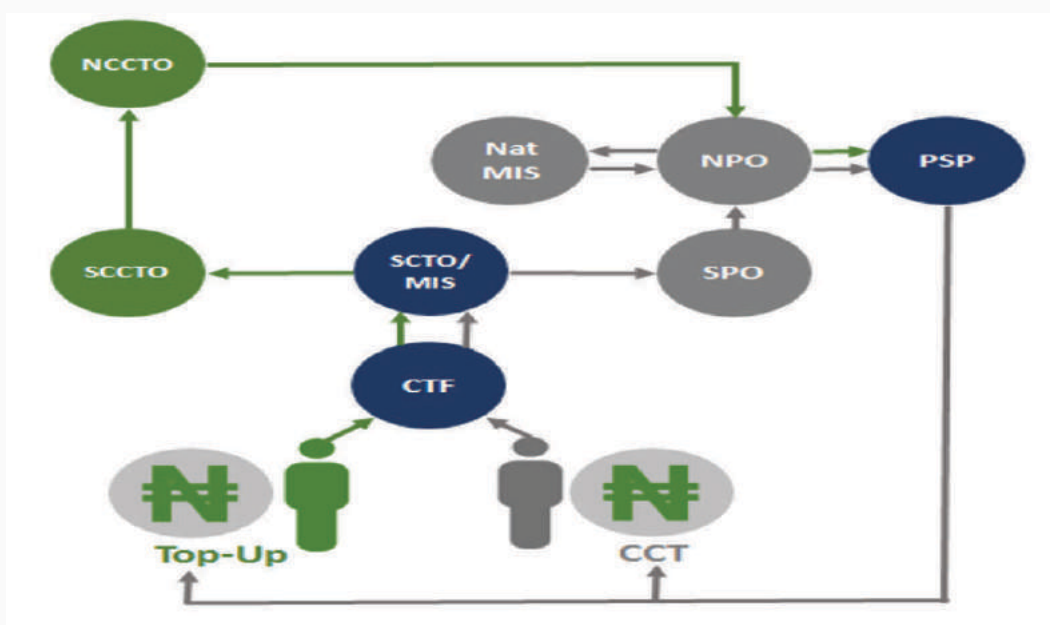 NCCTO
Nat
MIS
NPO
PSP
SCCTO
SCTO/
MIS
SPO
CTF
₦
₦
Top-Up
CCT